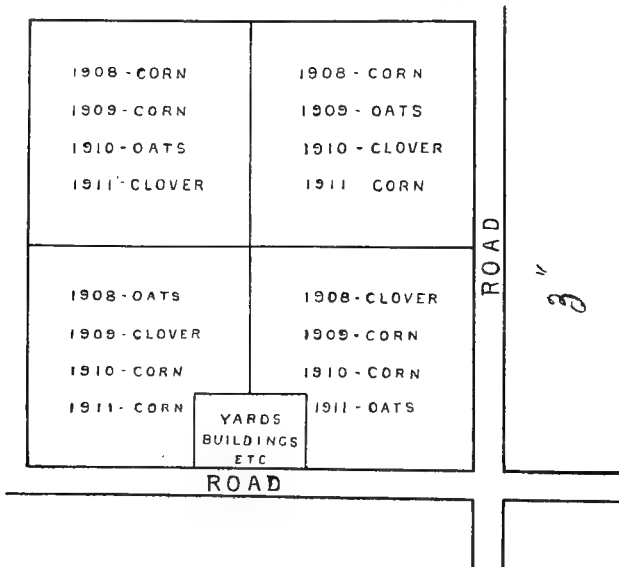 1908 - CORN
1909 - CORN
1910 - OATS
1911 - CLOVER
1908 - CORN
1909 - OATS
1910 - CLOVER
1911 CORN
1908 - OATS
1909 - CLOVER
1910 - CORN
1911 - CORN
1908 - CLOVER
1909 - CORN
1910 - CORN
1911 - OATS
YARDS
BUILDINGS
ETC
ROAD
ROAD
3"